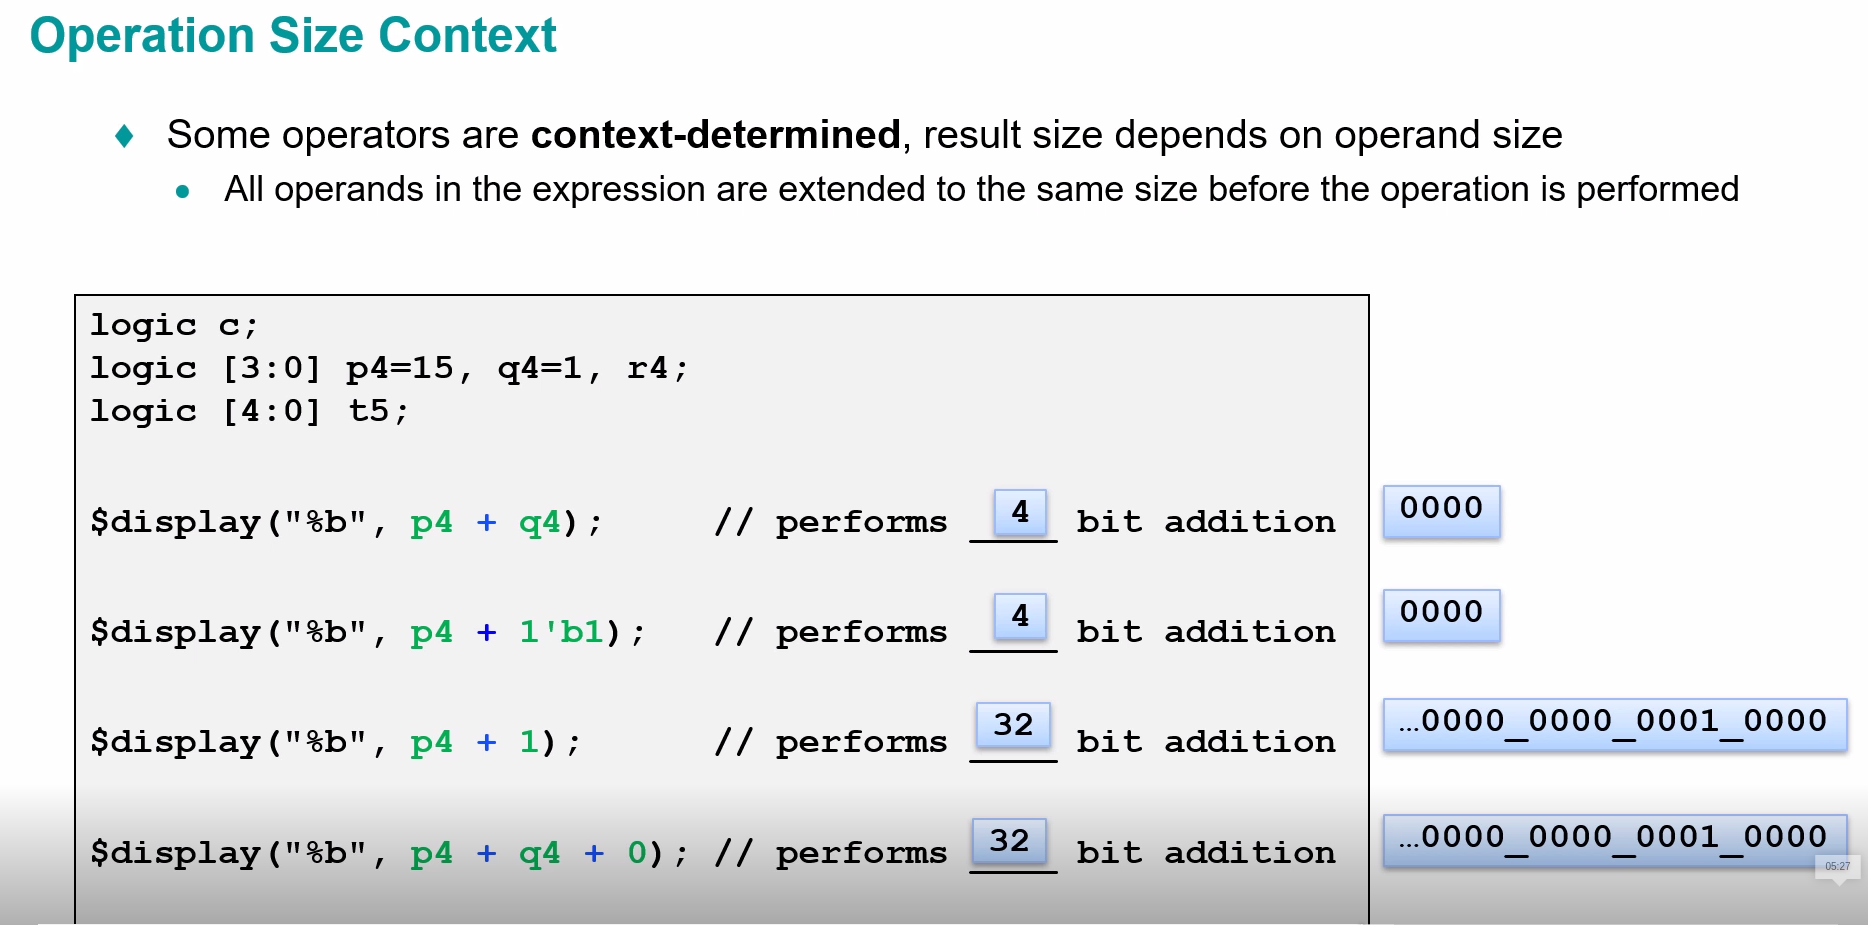 Operation Size Context
Some operators are context-determined, result size depends on operand size
All operands in the expression are extended to the same size before the operation is performed
logic c;
logic [3:0] p4=15, q4=1, r4;
logic [4:0] t5;
$display("%b", p4 + q4); // performs 4 bit addition 0000
$display("%b", p4 + 1'b1); // performs 4 bit addition 0000
$display("%b", p4 + 1); // performs 32 bit addition …0000_0000_0001_0000
$display("%b", p4 + q4 + 0); // performs 32 bit addition …0000_0000_0001_0000
05:27